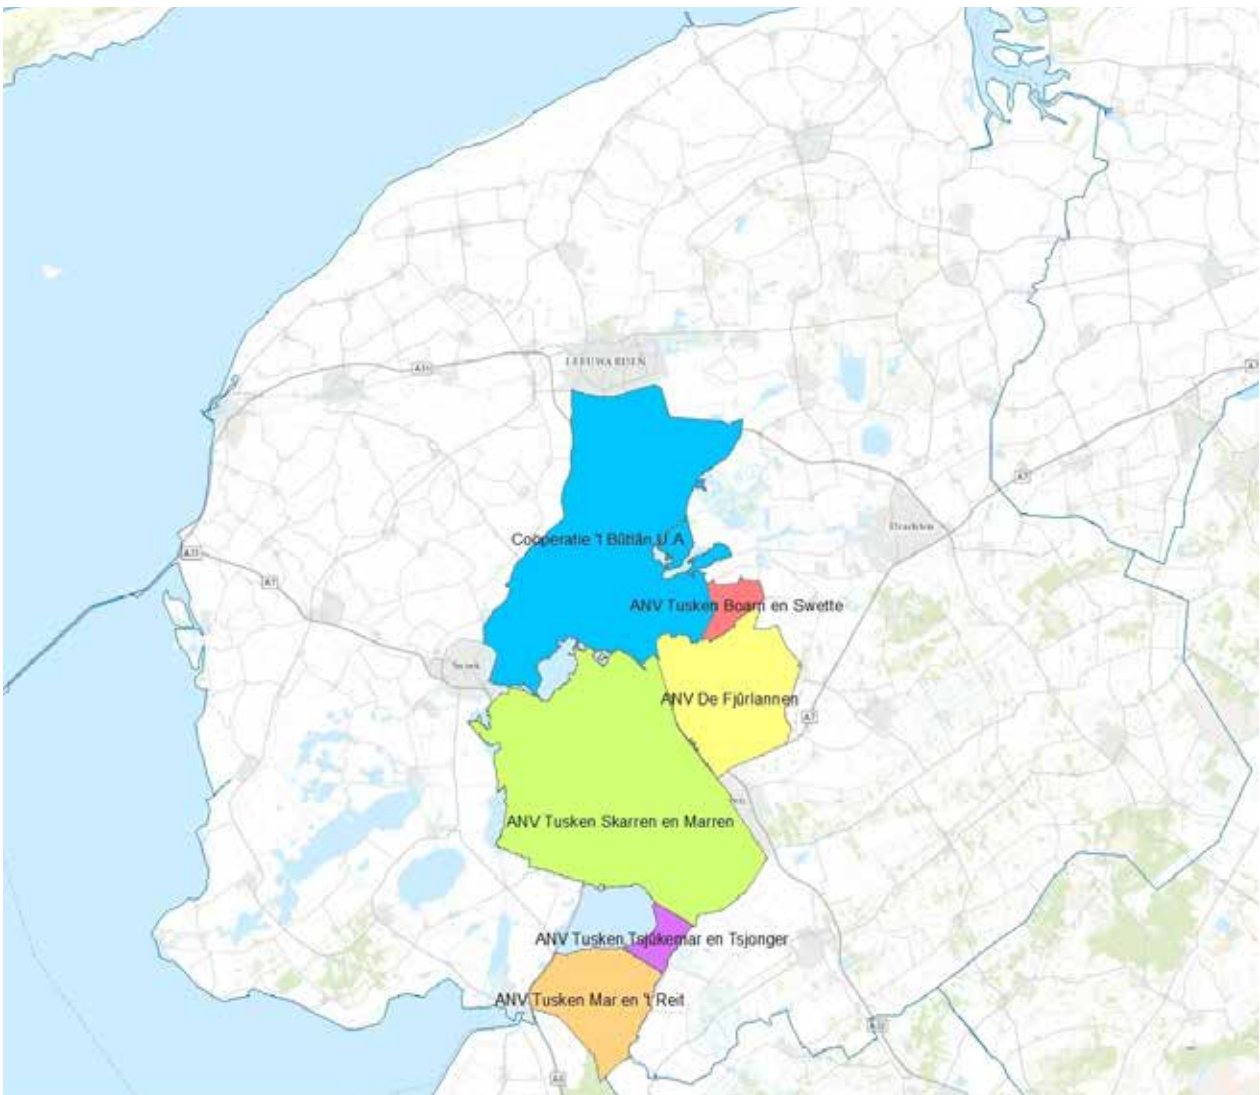 LEEUWARDEN
A31
A7
A7
Drachten
Coöperatie 't Bûtlân U.A
A7
ANV Tusken Boarn en Swette
Sneek
ANV De Fjûrlannen
A7
ANV Tusken Skarren en Marren
ANV Tusken Tsjûkemar en Tsjonger
ANV Tusken Mar en 't Reit
A32
A6